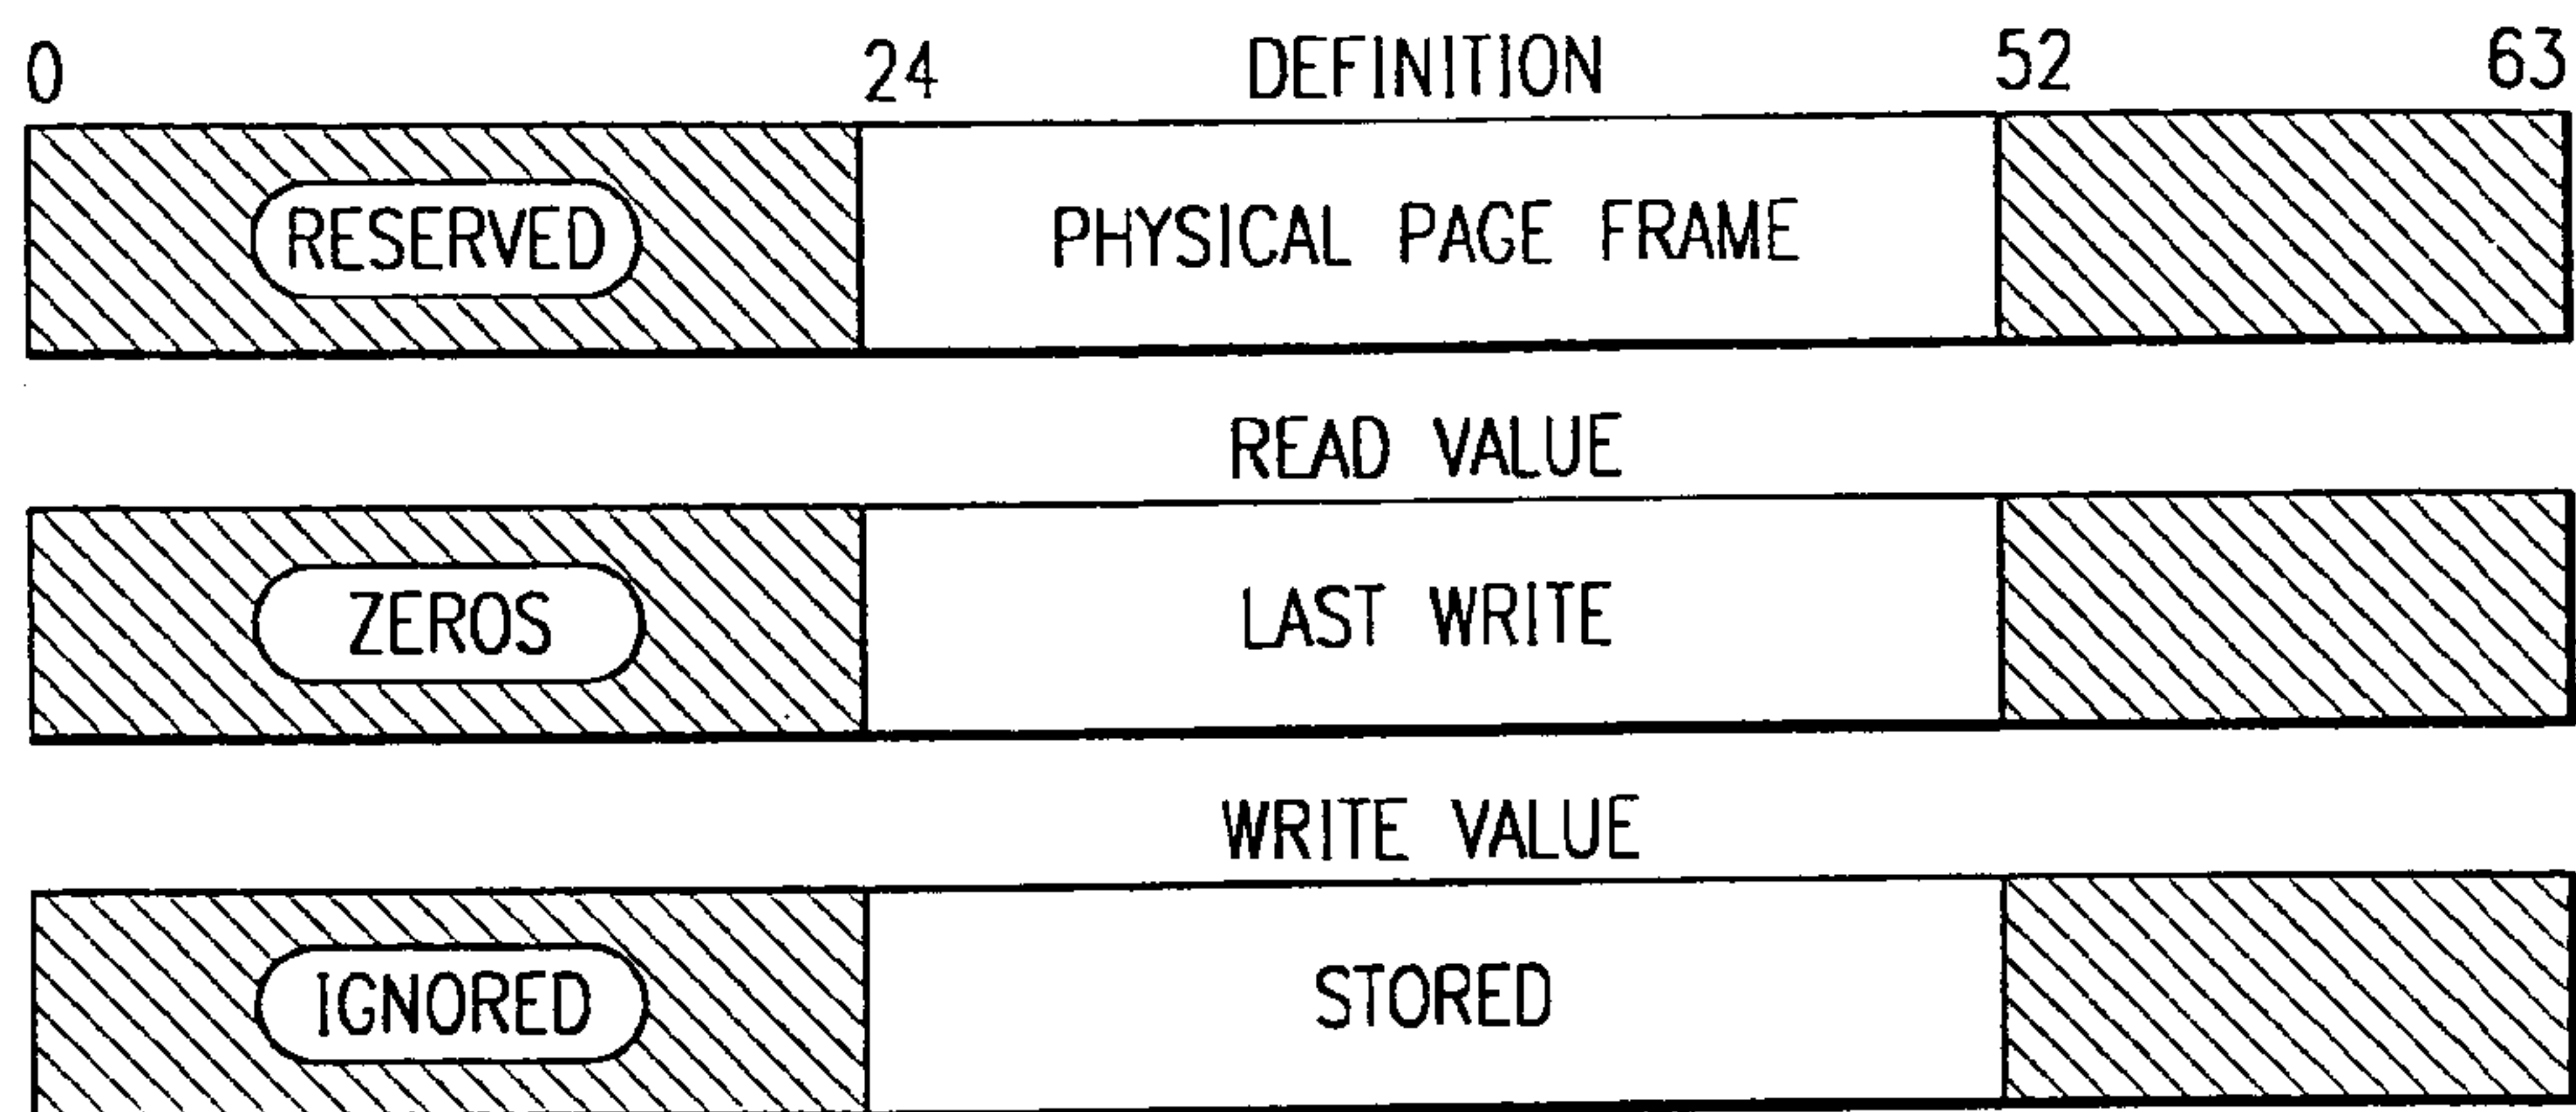 0 24 DEFINITION 52 63
RESERVED PHYSICAL PAGE FRAME
READ VALUE
ZEROS LAST WRITE
WRITE VALUE
IGNORED STORED